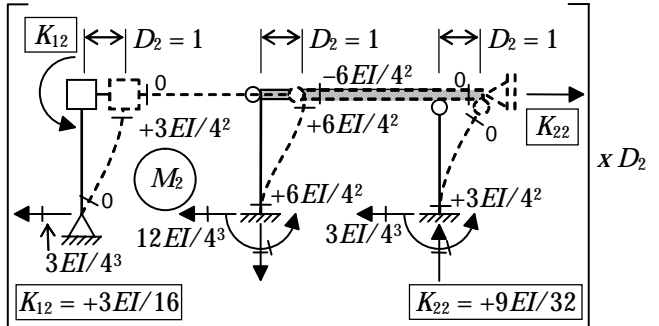 K₁₂
D₂ = 1
D₂ = 1
D₂ = 1
0
−6EI/4²
0
+3EI/4²
+6EI/4²
0
K₂₂
x D₂
M₂
0
+6EI/4²
+3EI/4²
12EI/4³
3EI/4³
3EI/4³
K₁₂ = +3EI/16
K₂₂ = +9EI/32